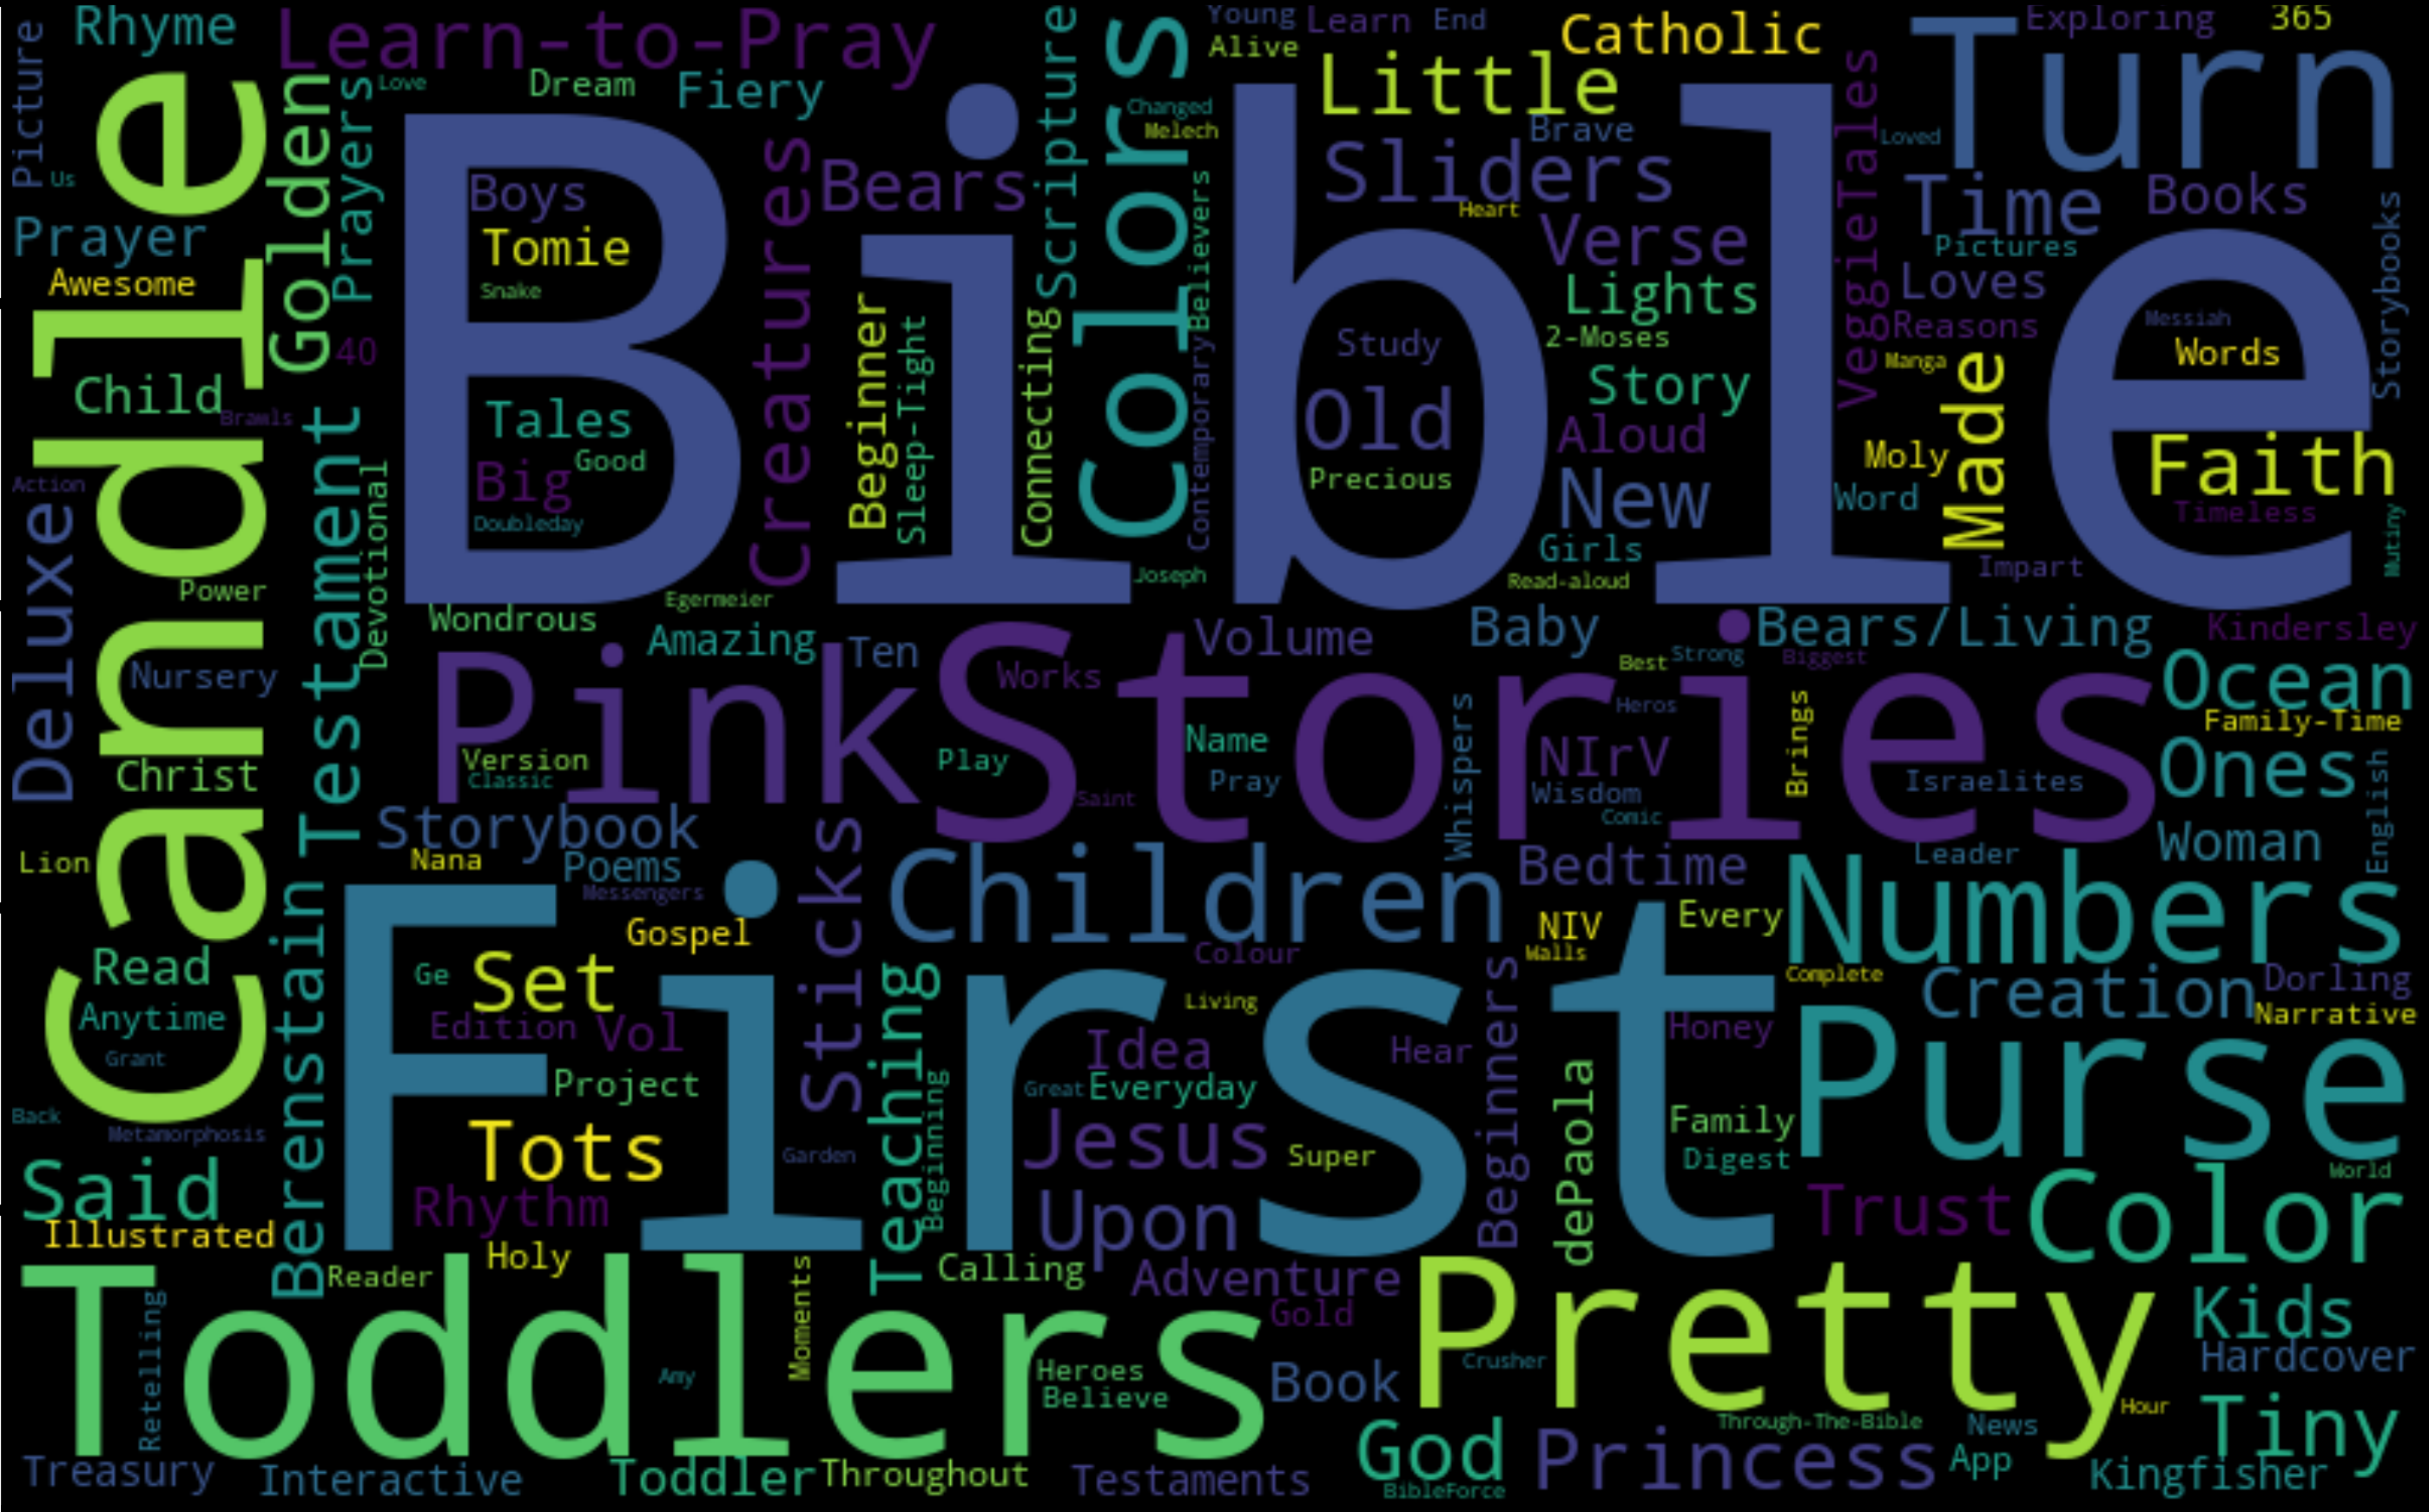 Picture
Rhyme
Learn-to-Pray
Love
Dream
Fiery
Scripture
Colors
Young
Learn
End
Alive
Catholic
Little
Turn
Exploring
365
Candle
Golden
Prayers
Us
Prayer
Awesome
Bible
Boys
Tomie
Snake
Creatures
Bears
Changed
Melech
Believers
Brave
Sliders
Heart
Verse
Lights
2-Moses
VeggieTales
Loved
Time
Books
Pictures
Storybooks
Loves
Reasons
Messiah
Words
Manga
Made
Child
Brawls
40
Testament
Devotional
Tales
Good
Big
Doubleday
Beginner
Sleep-Tight
Connecting
Contemporary
Study
Old
Precious
Story
Aloud
New
Girls
Read-aloud
Moly
Word
Faith
Timeless
Mutiny
Impart
Joseph
Action
Deluxe
Power
Nursery
Christ
Wondrous
Egermeier
Amazing
Ten
Pink
Stories
Works
Volume
Baby
Best
Strong
Biggest
Bears/Living
Kindersley
Ocean
Family-Time
Ones
English
Woman
Version
Classic
Play
Saint
Name
Pray
Whispers
Heros
NIrV
Wisdom
Comic
Brings
Israelites
Leader
Lion
Storybook
Nana
Poems
Messengers
Sticks
Children
Bedtime
Numbers
Read
Anytime
Grant
Berenstain
First
Gospel
Ge
Set
Edition
Vol
Project
Tots
Rhythm
Garden
Holy
Teaching
Beginning
Colour
Living
Idea
Hear
Great
Everyday
Jesus
Super
Upon
Beginners
NIV
Walls
Every
Complete
Creation
Dorling
Narrative
Honey
Purse
dePaola
Family
Digest
World
Back
Metamorphosis
Said
Illustrated
Trust
Color
Toddlers
Reader
Retelling
Amy
Moments
Calling
Adventure
Gold
Heroes
Believe
Book
Pretty
Crusher
Kids
Hardcover
Hour
Tiny
Through-The-Bible
News
God
Princess
App
Kingfisher
BibleForce
Treasury
Interactive
Toddler
Throughout
Testaments